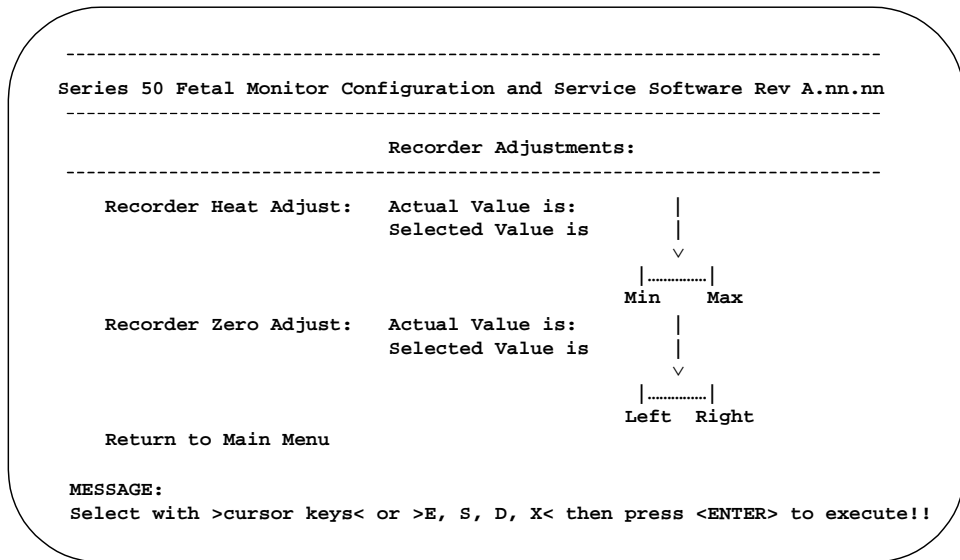 --------------------------------------------------------------------------------
Series 50 Fetal Monitor Configuration and Service Software Rev A.nn.nn
--------------------------------------------------------------------------------
Recorder Adjustments:
--------------------------------------------------------------------------------
Recorder Heat Adjust: Actual Value is: |
Selected Value is |
v
|...............|
Min Max
Recorder Zero Adjust: Actual Value is: |
Selected Value is |
v
|...............|
Left Right
Return to Main Menu
MESSAGE:
Select with >cursor keys< or >E, S, D, X< then press <ENTER> to execute!!